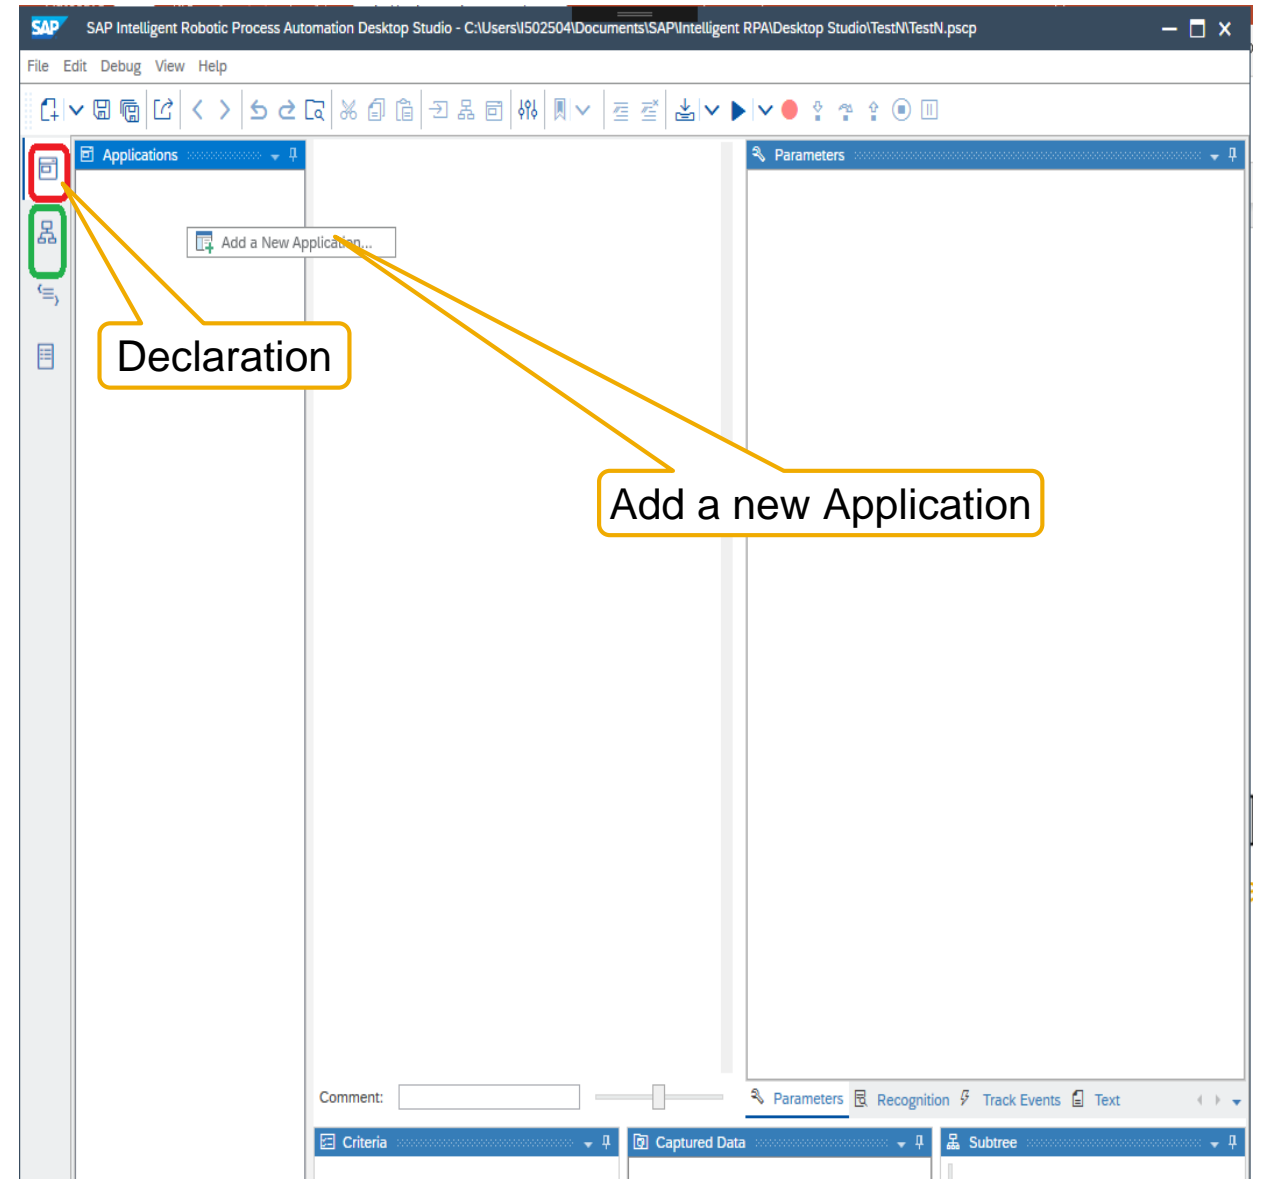 SAP SAP Intelligent Robotic Process Automation Desktop Studio - C:\Users\I502504\Documents\SAP\Intelligent RPA\Desktop Studio\TestN\TestN.pscp
File Edit Debug View Help
Applications
Parameters
Add a New Application...
Declaration
Add a new Application
Comment:
Parameters Recognition Track Events Text
Criteria Captured Data Subtree